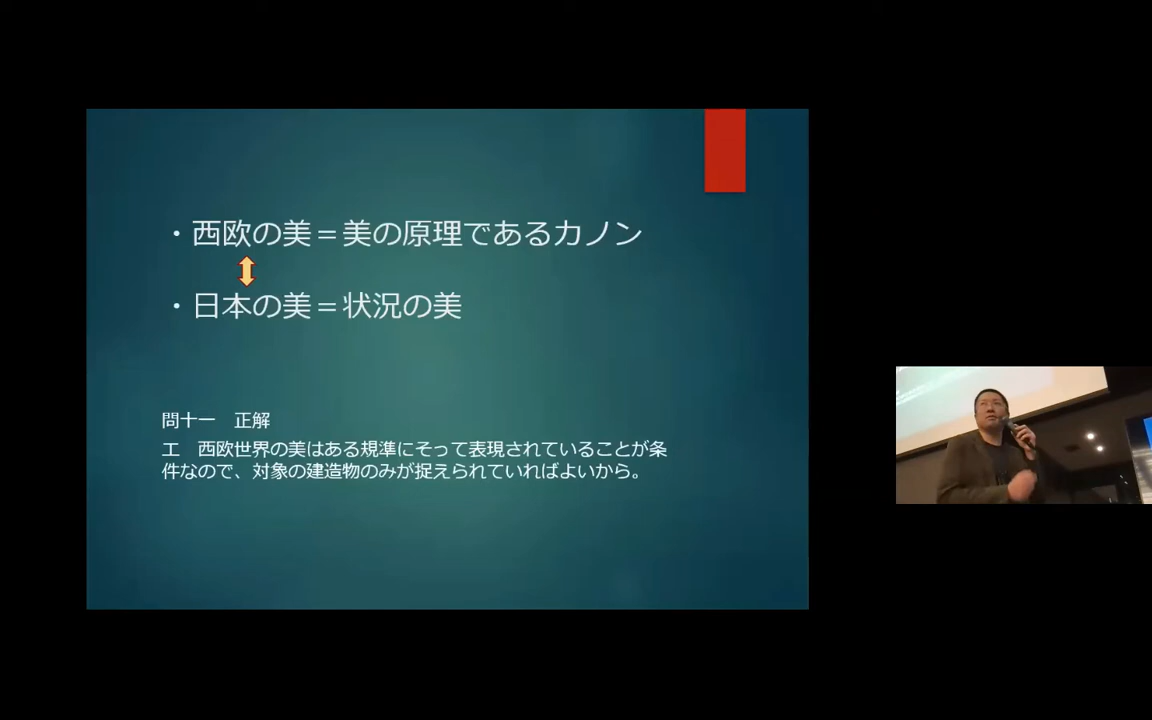 ・西欧の美＝美の原理であるカノン
・日本の美＝状況の美
問十一　正解
エ　西欧世界の美はある規準にそって表現されていることが条
件なので、対象の建造物のみが捉えられていればよいから。